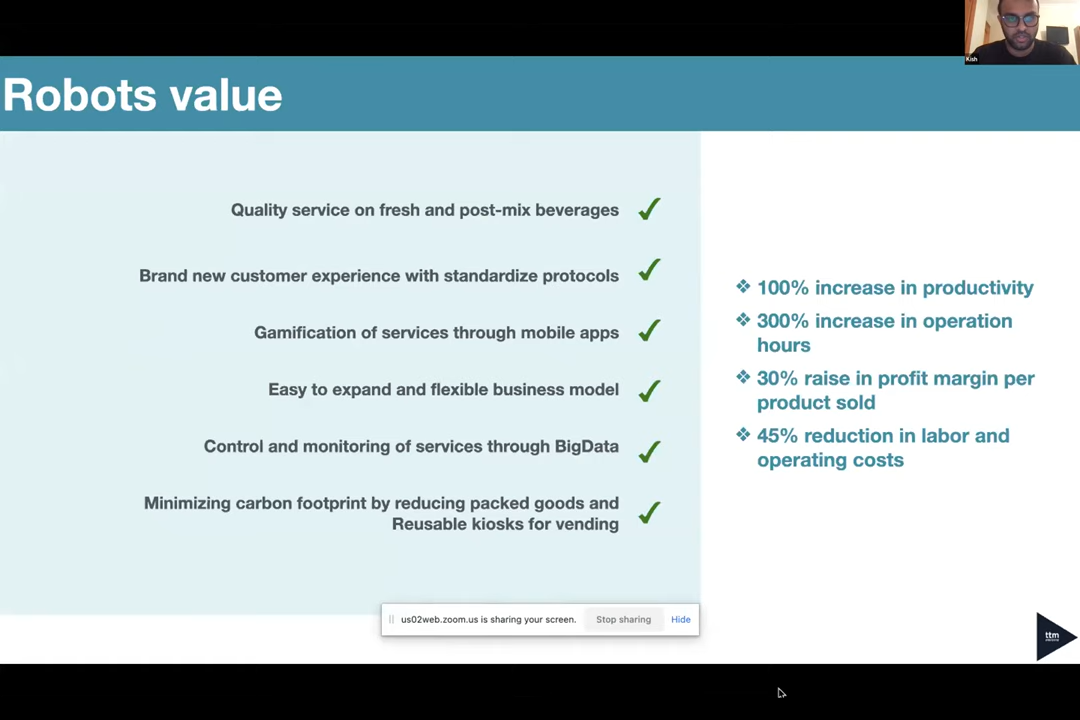 Kish
Robots value
Quality service on fresh and post-mix beverages
Brand new customer experience with standardize protocols
Gamification of services through mobile apps
Easy to expand and flexible business model
Control and monitoring of services through BigData
Minimizing carbon footprint by reducing packed goods and
Reusable kiosks for vending
100% increase in productivity
300% increase in operation
hours
30% raise in profit margin per
product sold
45% reduction in labor and
operating costs
us02web.zoom.us is sharing your screen.
Stop sharing
Hide
ttm